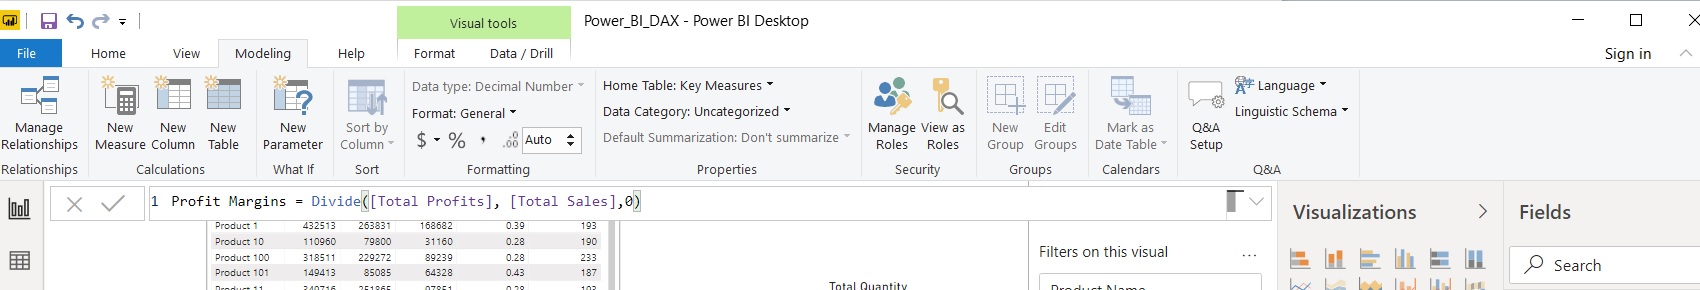 Visual tools
Power_BI_DAX - Power BI Desktop
File Home View Modeling Help Format Data / Drill Sign in
Manage Relationships
New Measure
New Column
New Table
New Parameter
Sort by Column
Data type: Decimal Number
Format: General
$ % , .00 Auto
Home Table: Key Measures
Data Category: Uncategorized
Default Summarization: Don't summarize
Manage Roles
View as Roles
New Group
Edit Groups
Mark as Date Table
Q&A Setup
Language
Linguistic Schema
Relationships Calculations What If Sort Formatting Properties Security Groups Calendars Q&A
1 Profit Margins = Divide([Total Profits], [Total Sales],0)
Product 1 432513 263831 168682 0.39 193
Product 10 110960 79800 31160 0.28 190
Product 100 318511 229272 89239 0.28 233
Product 101 149413 85085 64328 0.43 187
Total Quantity
Filters on this visual ...
Product Name
Visualizations
Fields
Search